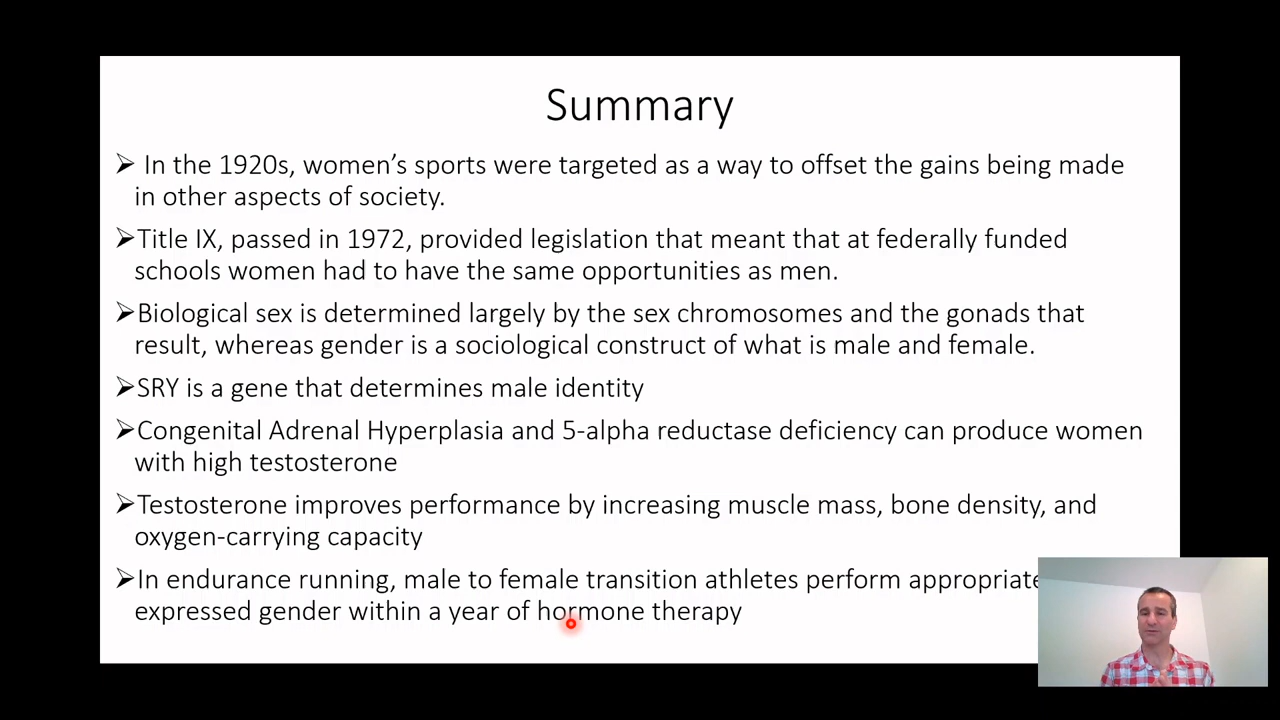 Summary
➢ In the 1920s, women’s sports were targeted as a way to offset the gains being made
in other aspects of society.
➢Title IX, passed in 1972, provided legislation that meant that at federally funded
schools women had to have the same opportunities as men.
➢Biological sex is determined largely by the sex chromosomes and the gonads that
result, whereas gender is a sociological construct of what is male and female.
➢SRY is a gene that determines male identity
➢Congenital Adrenal Hyperplasia and 5-alpha reductase deficiency can produce women
with high testosterone
➢Testosterone improves performance by increasing muscle mass, bone density, and
oxygen-carrying capacity
➢In endurance running, male to female transition athletes perform appropriate
expressed gender within a year of hormone therapy